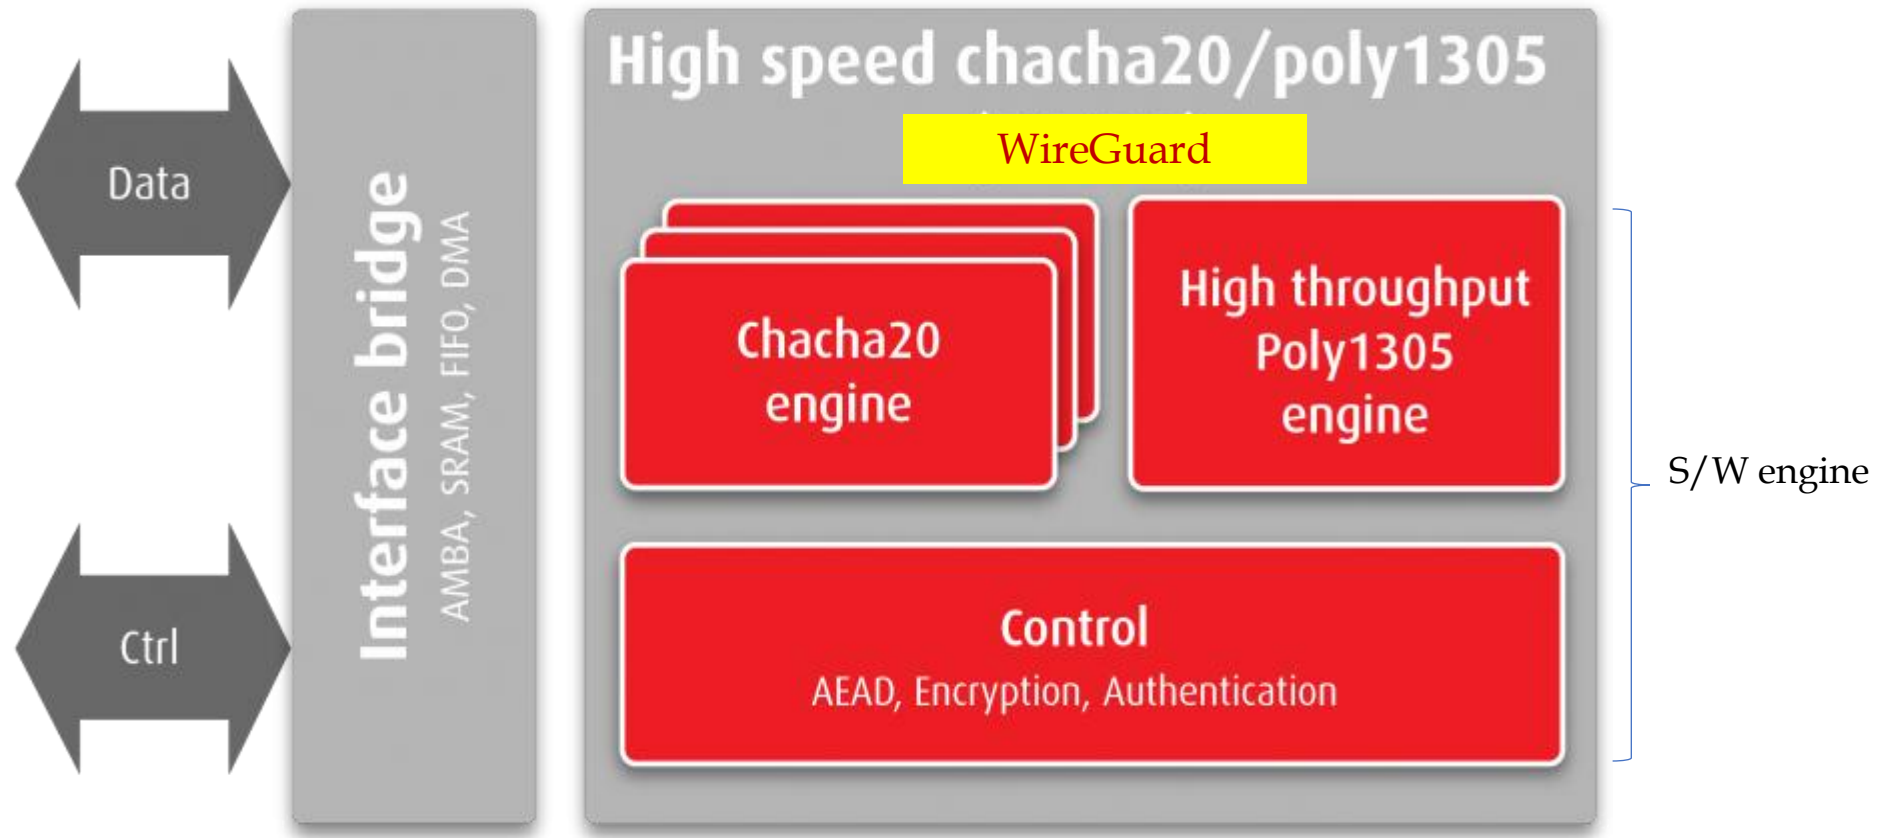 High speed chacha20/poly1305
WireGuard
Data
Ctrl
Interface bridge
AMBA, SRAM, FIFO, DMA
Chacha20
engine
High throughput
Poly1305
engine
Control
AEAD, Encryption, Authentication
S/W engine